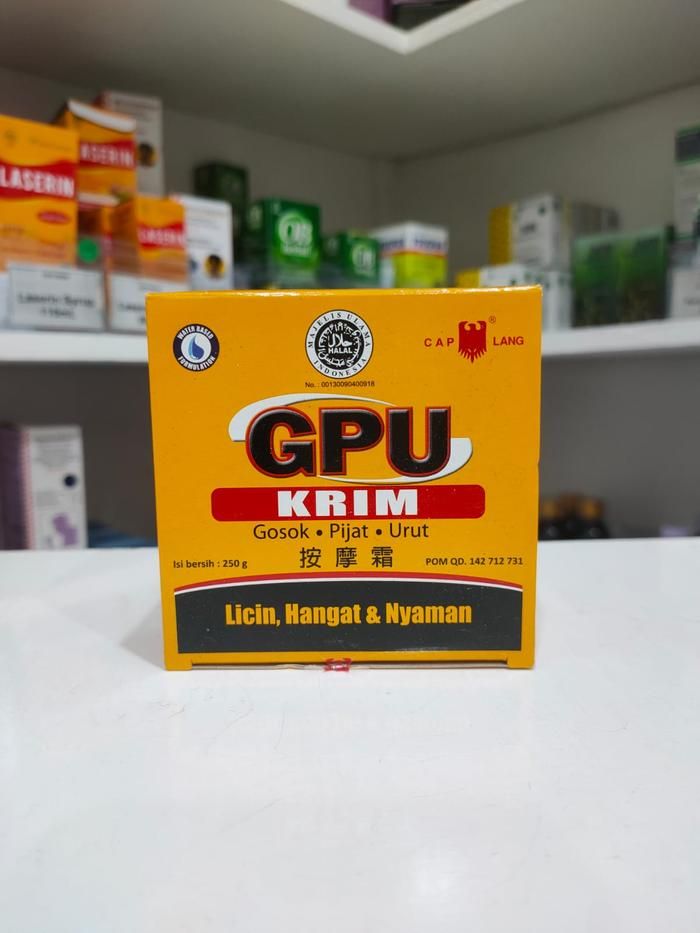 LASERIN
LASERIN
LASERIN
WATER BASED
FORMULATION
MAJELIS ULAMA
HALAL
INDONESIA
No. : 00130090400918
CAP LANG
®
GPU
KRIM
Gosok • Pijat • Urut
按摩霜
Isi bersih : 250 g
POM QD. 142 712 731
Licin, Hangat & Nyaman